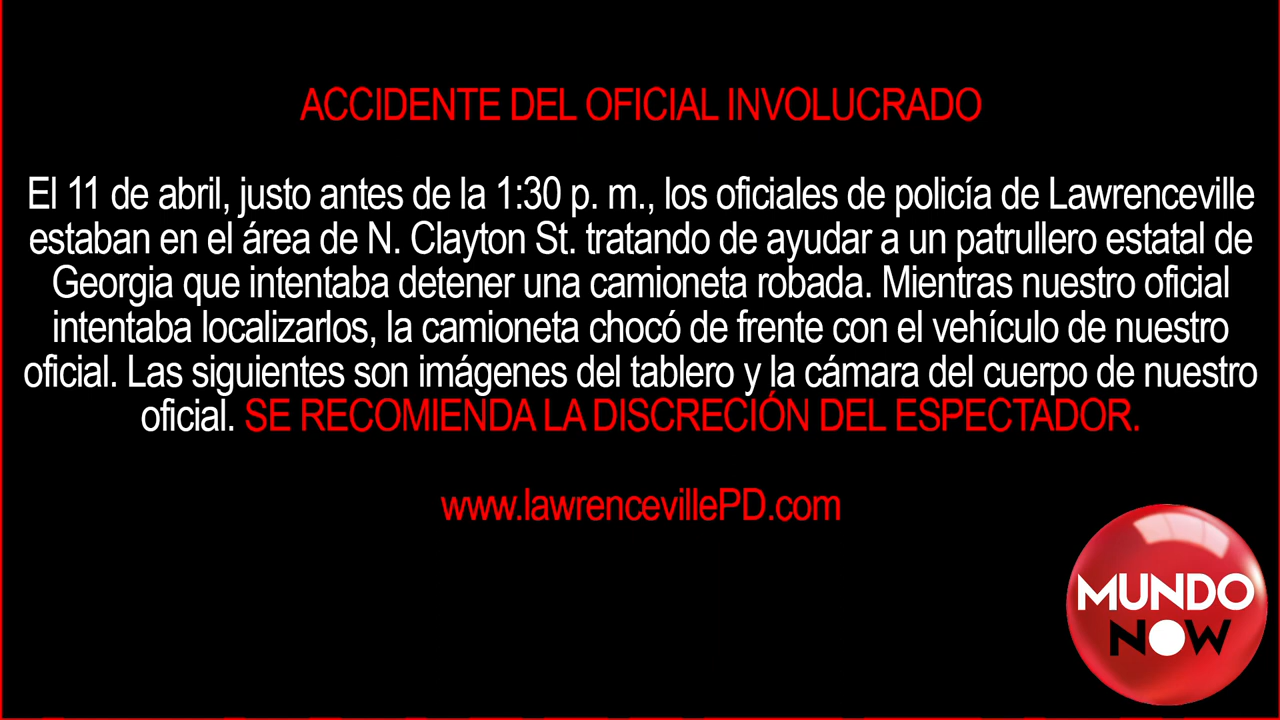 ACCIDENTE DEL OFICIAL INVOLUCRADO
El 11 de abril, justo antes de la 1:30 p. m., los oficiales de policía de Lawrenceville
estaban en el área de N. Clayton St. tratando de ayudar a un patrullero estatal de
Georgia que intentaba detener una camioneta robada. Mientras nuestro oficial
intentaba localizarlos, la camioneta chocó de frente con el vehículo de nuestro
oficial. Las siguientes son imágenes del tablero y la cámara del cuerpo de nuestro
oficial. SE RECOMIENDA LA DISCRECIÓN DEL ESPECTADOR.
www.lawrencevillePD.com
MUNDO
NOW